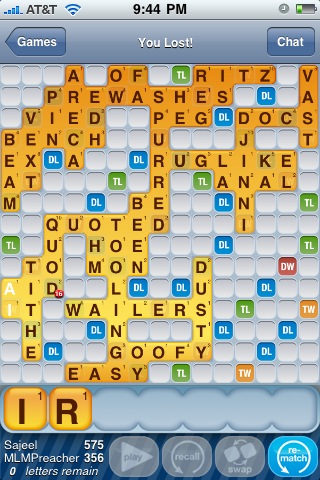 AT&T 9:44 PM
Games You Lost! Chat
A O F TL R I T Z V
P R E W A S H E S DL A
V I E D P E G DL D O C S
B E N C H U J T
E X DL A R U G L I K E
A T TL R TL A N A L
M DL B E DL N DL
TL Q U O T E D I TL
U H O E
T O M O N D DW
A I D L DL DL U
16
I T W A I L E R S TL TW
H DL N T DL DL
E DL G O O F Y DL
E A S Y TL TW
I R
Sajeel 575
MLMPreacher 356
0 letters remain
play
recall
swap
re-match